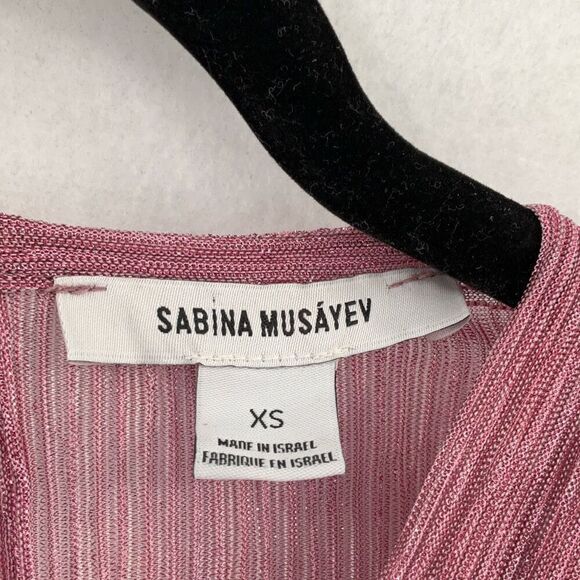 SABINA MUSÁYEV
XS
MADE IN ISRAEL
FABRIQUE EN ISRAEL